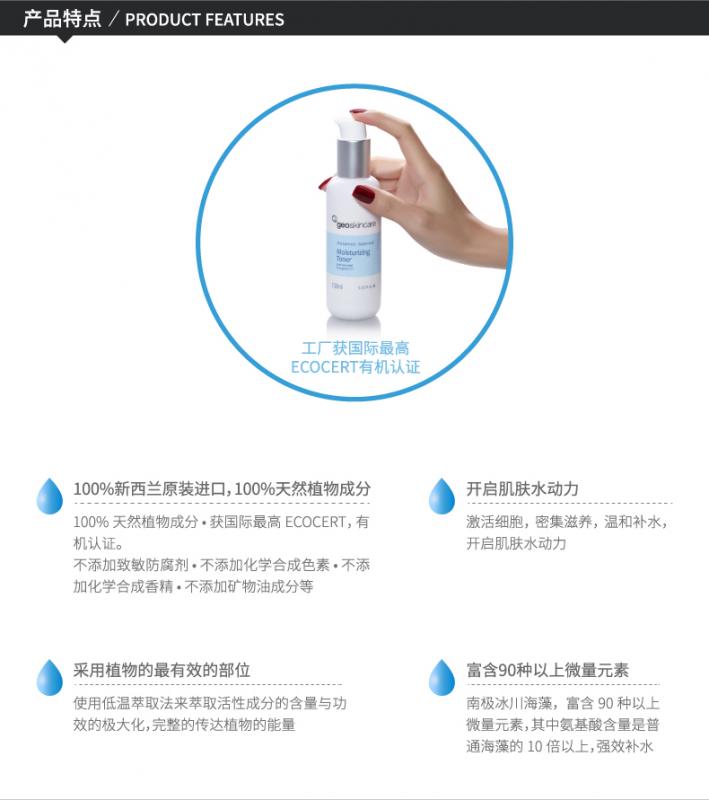 产品特点 / PRODUCT FEATURES
geoskincare
Moisturizing
Toner
工厂获国际最高
ECOCERT有机认证
100%新西兰原装进口，100%天然植物成分
100% 天然植物成分 • 获国际最高 ECOCERT，有
机认证。
不添加致敏防腐剂 • 不添加化学合成色素 • 不添
加化学合成香精 • 不添加矿物油成分等
开启肌肤水动力
激活细胞，密集滋养，温和补水，
开启肌肤水动力
采用植物的最有效的部位
使用低温萃取法来萃取活性成分的含量与功
效的极大化，完整的传达植物的能量
富含90种以上微量元素
南极冰川海藻，富含 90 种以上
微量元素，其中氨基酸含量是普
通海藻的 10 倍以上，强效补水